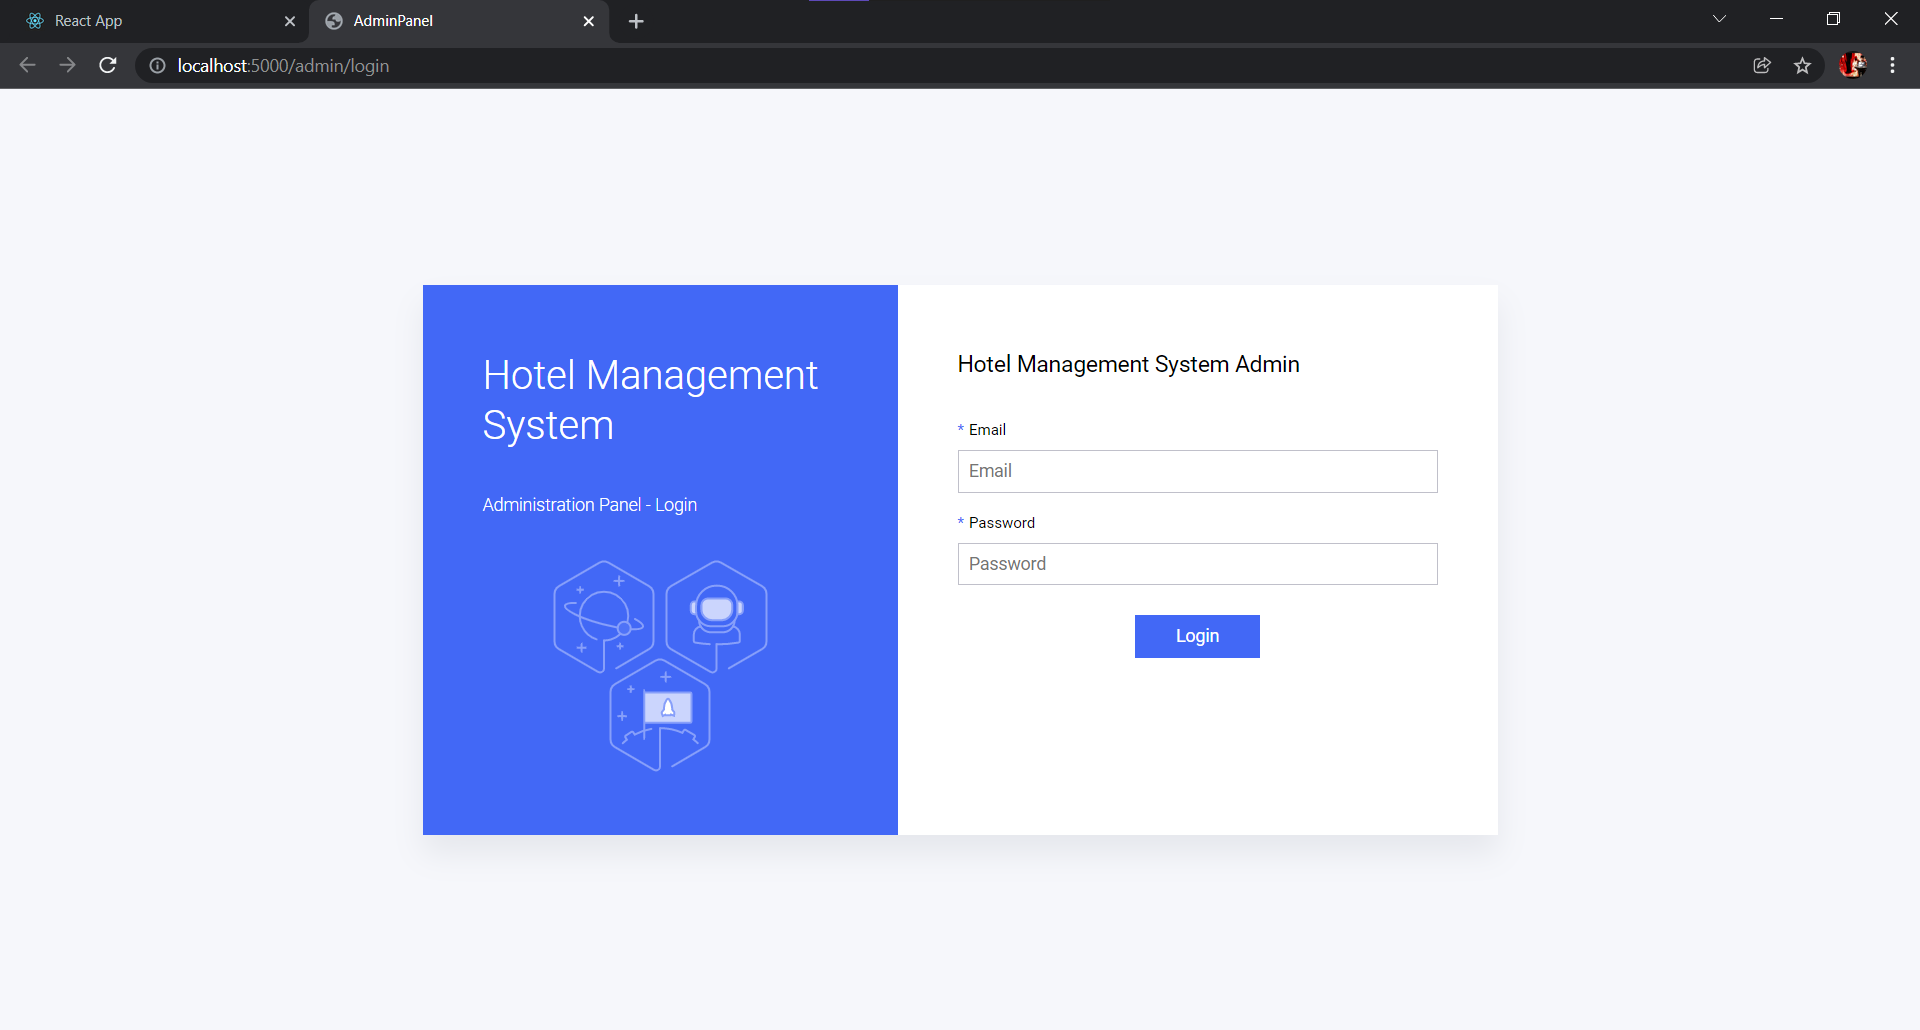 React App
AdminPanel
localhost:5000/admin/login
Hotel Management
System
Administration Panel - Login
Hotel Management System Admin
* Email
Email
* Password
Password
Login